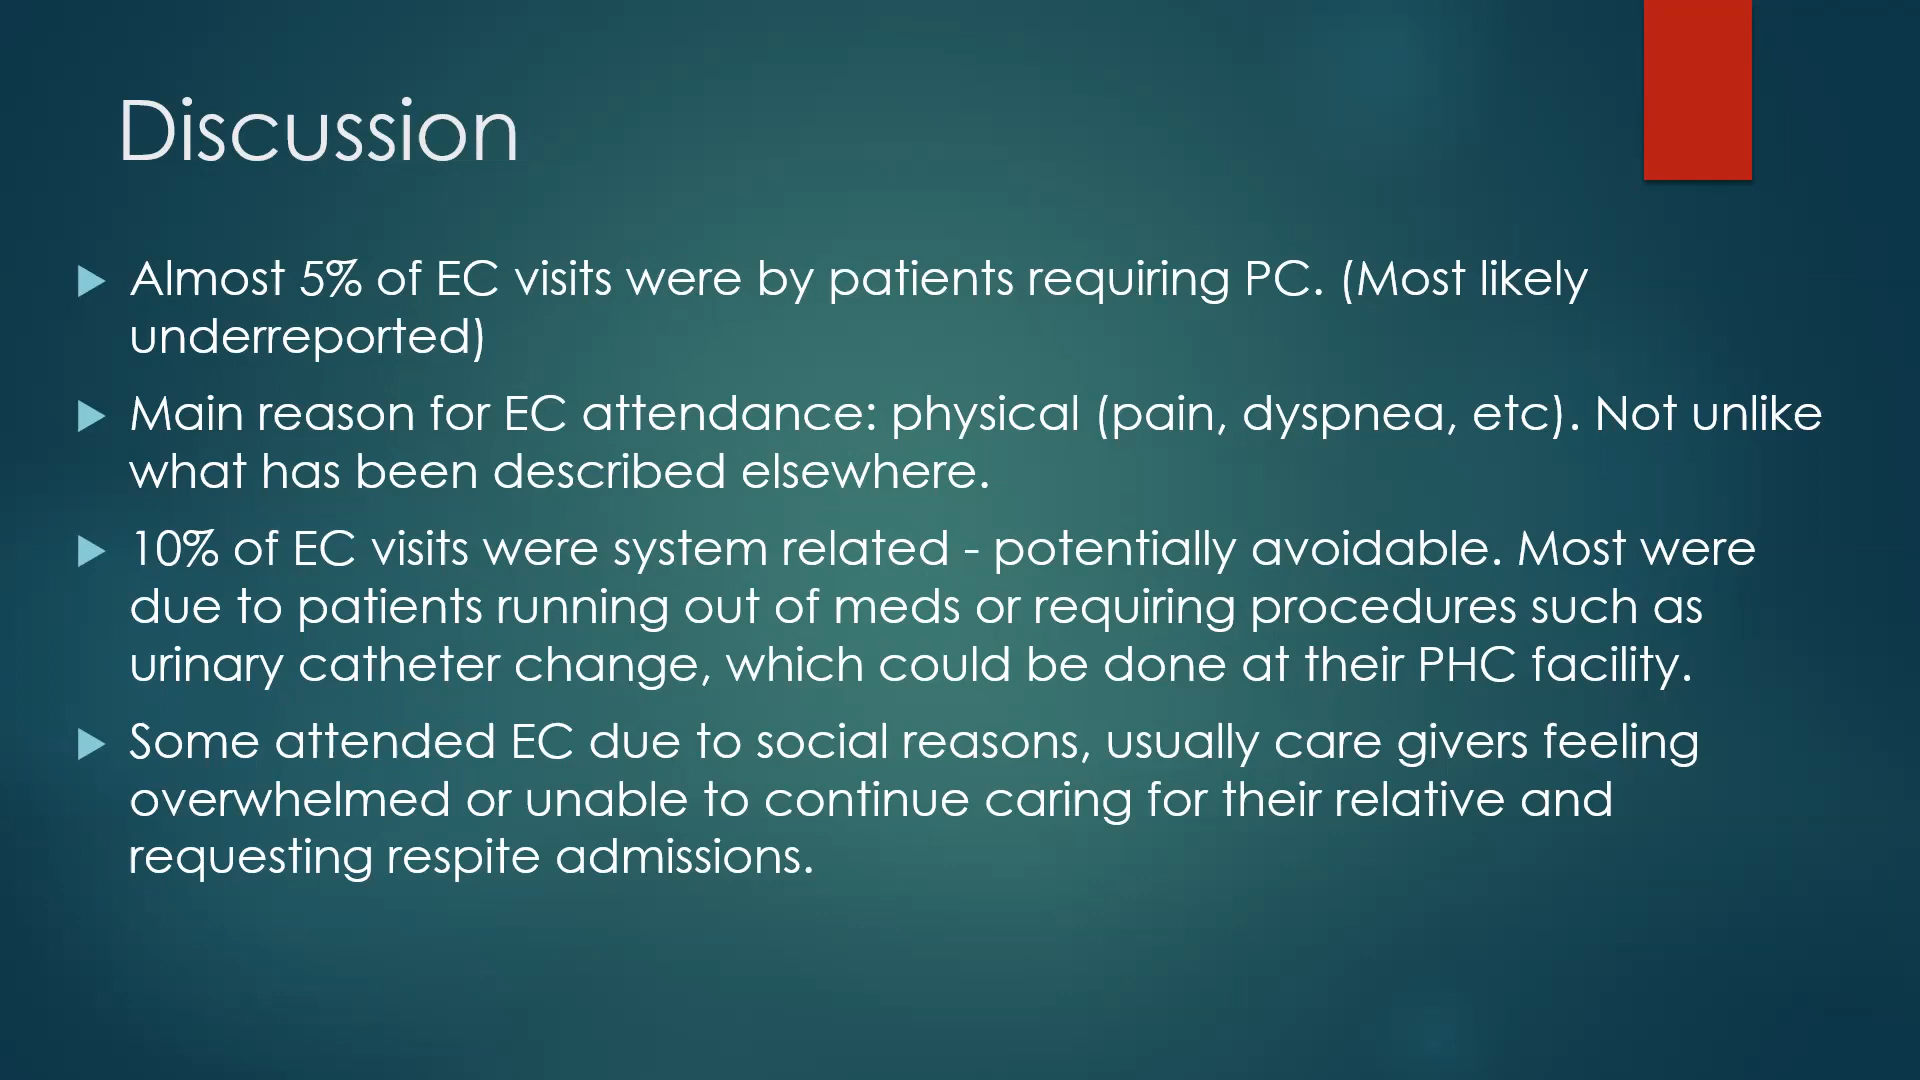 Discussion
Almost 5% of EC visits were by patients requiring PC. (Most likely
underreported)
Main reason for EC attendance: physical (pain, dyspnea, etc). Not unlike
what has been described elsewhere.
10% of EC visits were system related - potentially avoidable. Most were
due to patients running out of meds or requiring procedures such as
urinary catheter change, which could be done at their PHC facility.
Some attended EC due to social reasons, usually care givers feeling
overwhelmed or unable to continue caring for their relative and
requesting respite admissions.